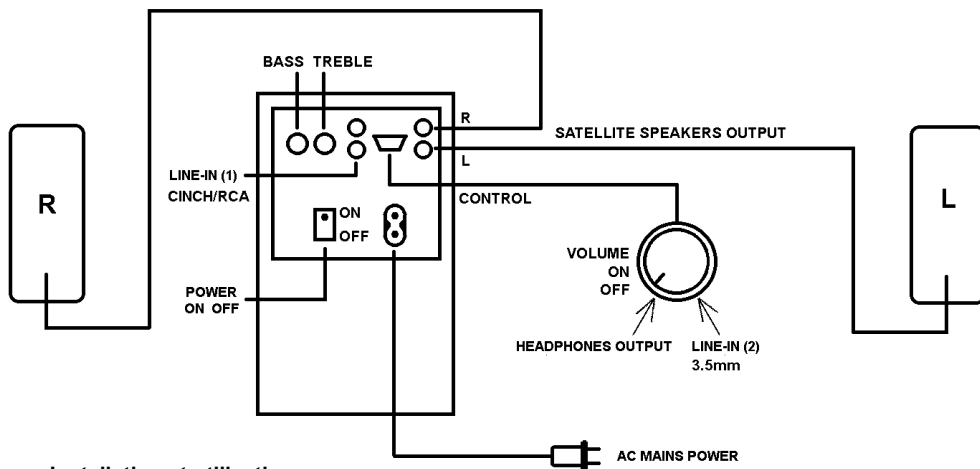 BASS TREBLE
R
SATELLITE SPEAKERS OUTPUT
L
LINE-IN (1)
CINCH/RCA
CONTROL
R
L
ON
OFF
VOLUME
ON
OFF
POWER
ON OFF
HEADPHONES OUTPUT
LINE-IN (2)
3.5mm
AC MAINS POWER